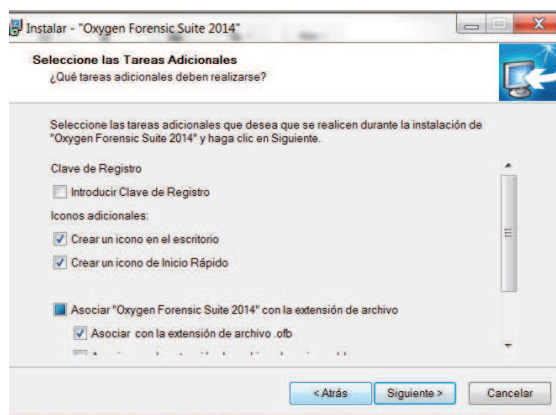 Instalar - "Oxygen Forensic Suite 2014"
Seleccione las Tareas Adicionales
¿Qué tareas adicionales deben realizarse?
Seleccione las tareas adicionales que desea que se realicen durante la instalación de
"Oxygen Forensic Suite 2014" y haga clic en Siguiente.
Clave de Registro
Introducir Clave de Registro
Iconos adicionales:
Crear un icono en el escritorio
Crear un icono de Inicio Rápido
Asociar "Oxygen Forensic Suite 2014" con la extensión de archivo
Asociar con la extensión de archivo .ofb
< Atrás
Siguiente >
Cancelar